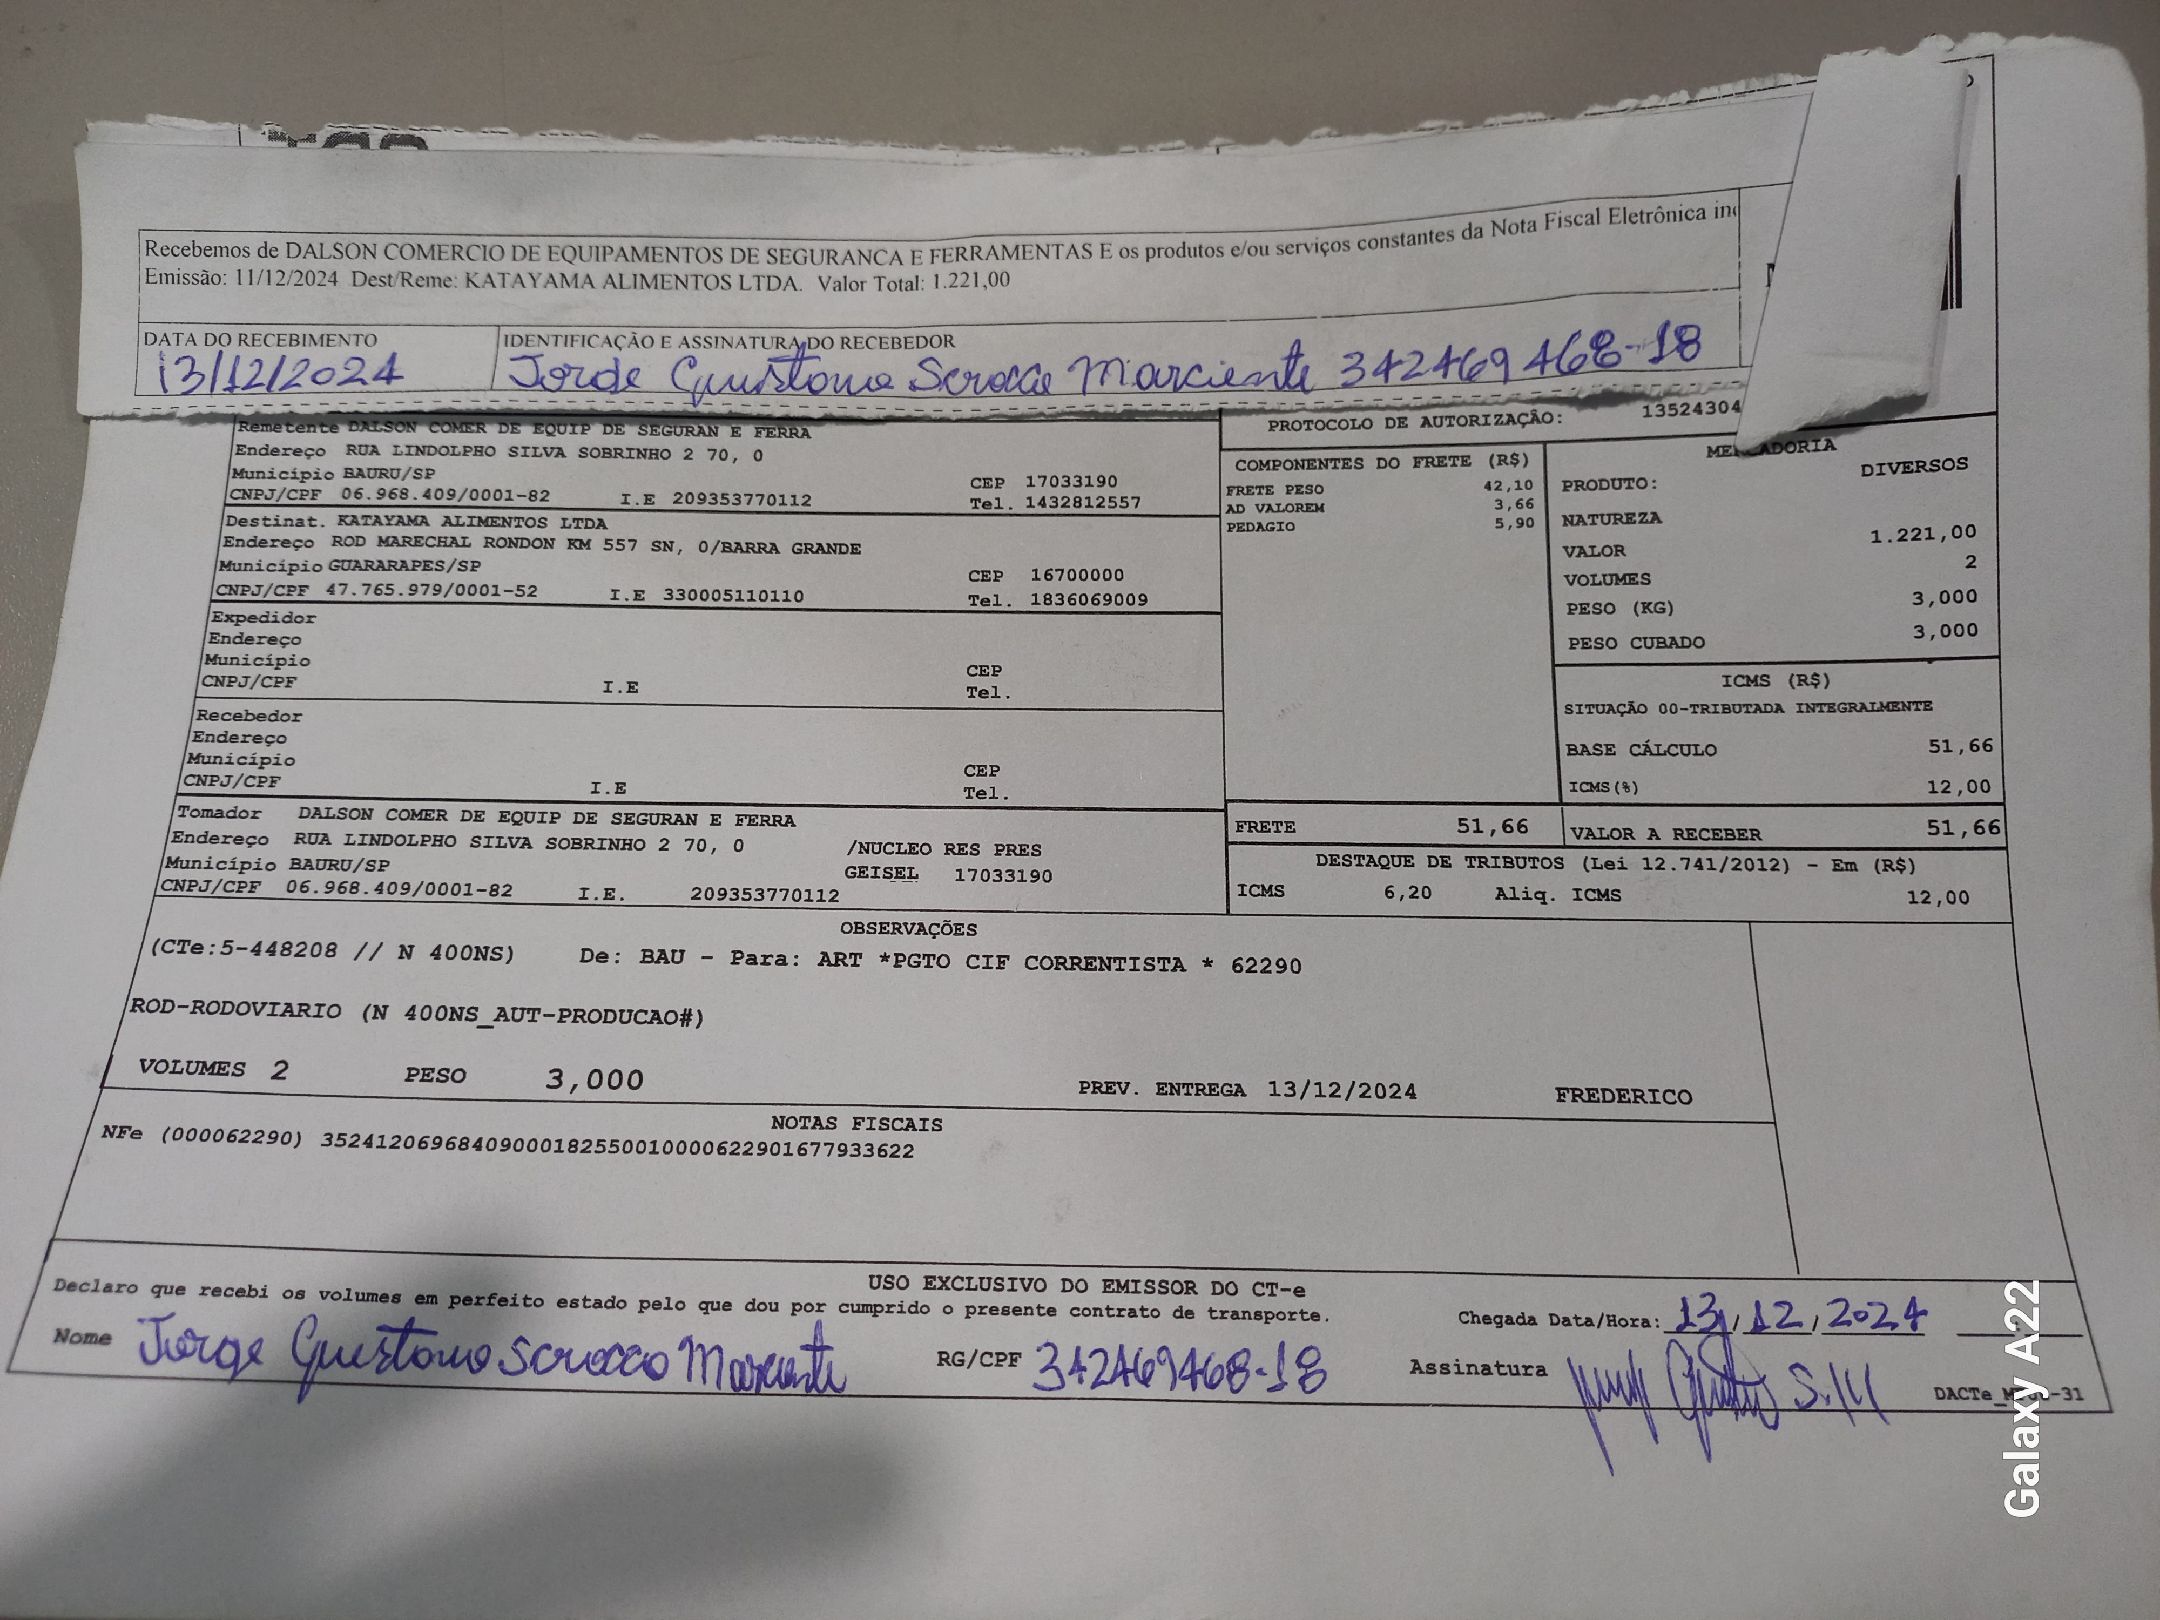 Recebemos de DALSON COMERCIO DE EQUIPAMENTOS DE SEGURANCA E FERRAMENTAS E os produtos e/ou serviços constantes da Nota Fiscal Eletrônica
Emissão: 11/12/2024 Dest/Reme: KATAYAMA ALIMENTOS LTDA. Valor Total: 1.221,00
DATA DO RECEBIMENTO
13/12/2024
IDENTIFICAÇÃO E ASSINATURA DO RECEBEDOR
Jorge Gustavo Scrocco Marciente 342469468-18
Remetente DALSON COMER DE EQUIP DE SEGURAN E FERRA
Endereço RUA LINDOLPHO SILVA SOBRINHO 2 70, 0
Município BAURU/SP CEP 17033190
CNPJ/CPF 06.968.409/0001-82 I.E 209353770112 Tel. 1432812557
Destinat. KATAYAMA ALIMENTOS LTDA
Endereço ROD MARECHAL RONDON KM 557 SN, 0/BARRA GRANDE
Município GUARARAPES/SP CEP 16700000
CNPJ/CPF 47.765.979/0001-52 I.E 330005110110 Tel. 1836069009
Expedidor
Endereço
Município CEP
CNPJ/CPF I.E Tel.
Recebedor
Endereço
Município CEP
CNPJ/CPF I.E Tel.
Tomador DALSON COMER DE EQUIP DE SEGURAN E FERRA
Endereço RUA LINDOLPHO SILVA SOBRINHO 2 70, 0 /NUCLEO RES PRES
Município BAURU/SP GEISEL 17033190
CNPJ/CPF 06.968.409/0001-82 I.E. 209353770112
PROTOCOLO DE AUTORIZAÇÃO: 13524304
COMPONENTES DO FRETE (R$)
FRETE PESO 42,10
AD VALOREM 3,66
PEDAGIO 5,90
MERCADORIA
PRODUTO: DIVERSOS
NATUREZA
VALOR 1.221,00
VOLUMES 2
PESO (KG) 3,000
PESO CUBADO 3,000
ICMS (R$)
SITUAÇÃO 00-TRIBUTADA INTEGRALMENTE
BASE CÁLCULO 51,66
ICMS(%) 12,00
FRETE 51,66 VALOR A RECEBER 51,66
DESTAQUE DE TRIBUTOS (Lei 12.741/2012) - Em (R$)
ICMS 6,20 Aliq. ICMS 12,00
OBSERVAÇÕES
(CTe:5-448208 // N 400NS) De: BAU - Para: ART *PGTO CIF CORRENTISTA * 62290
ROD-RODOVIARIO (N 400NS_AUT-PRODUCAO#)
VOLUMES 2 PESO 3,000 PREV. ENTREGA 13/12/2024 FREDERICO
NOTAS FISCAIS
NFe (000062290) 35241206968409000182550010000622901677933622
USO EXCLUSIVO DO EMISSOR DO CT-e
Declaro que recebi os volumes em perfeito estado pelo que dou por cumprido o presente contrato de transporte.
Chegada Data/Hora: 13/12/2024
Nome Jorge Gustavo Scrocco Marciente RG/CPF 342469468-18 Assinatura
Galaxy A22